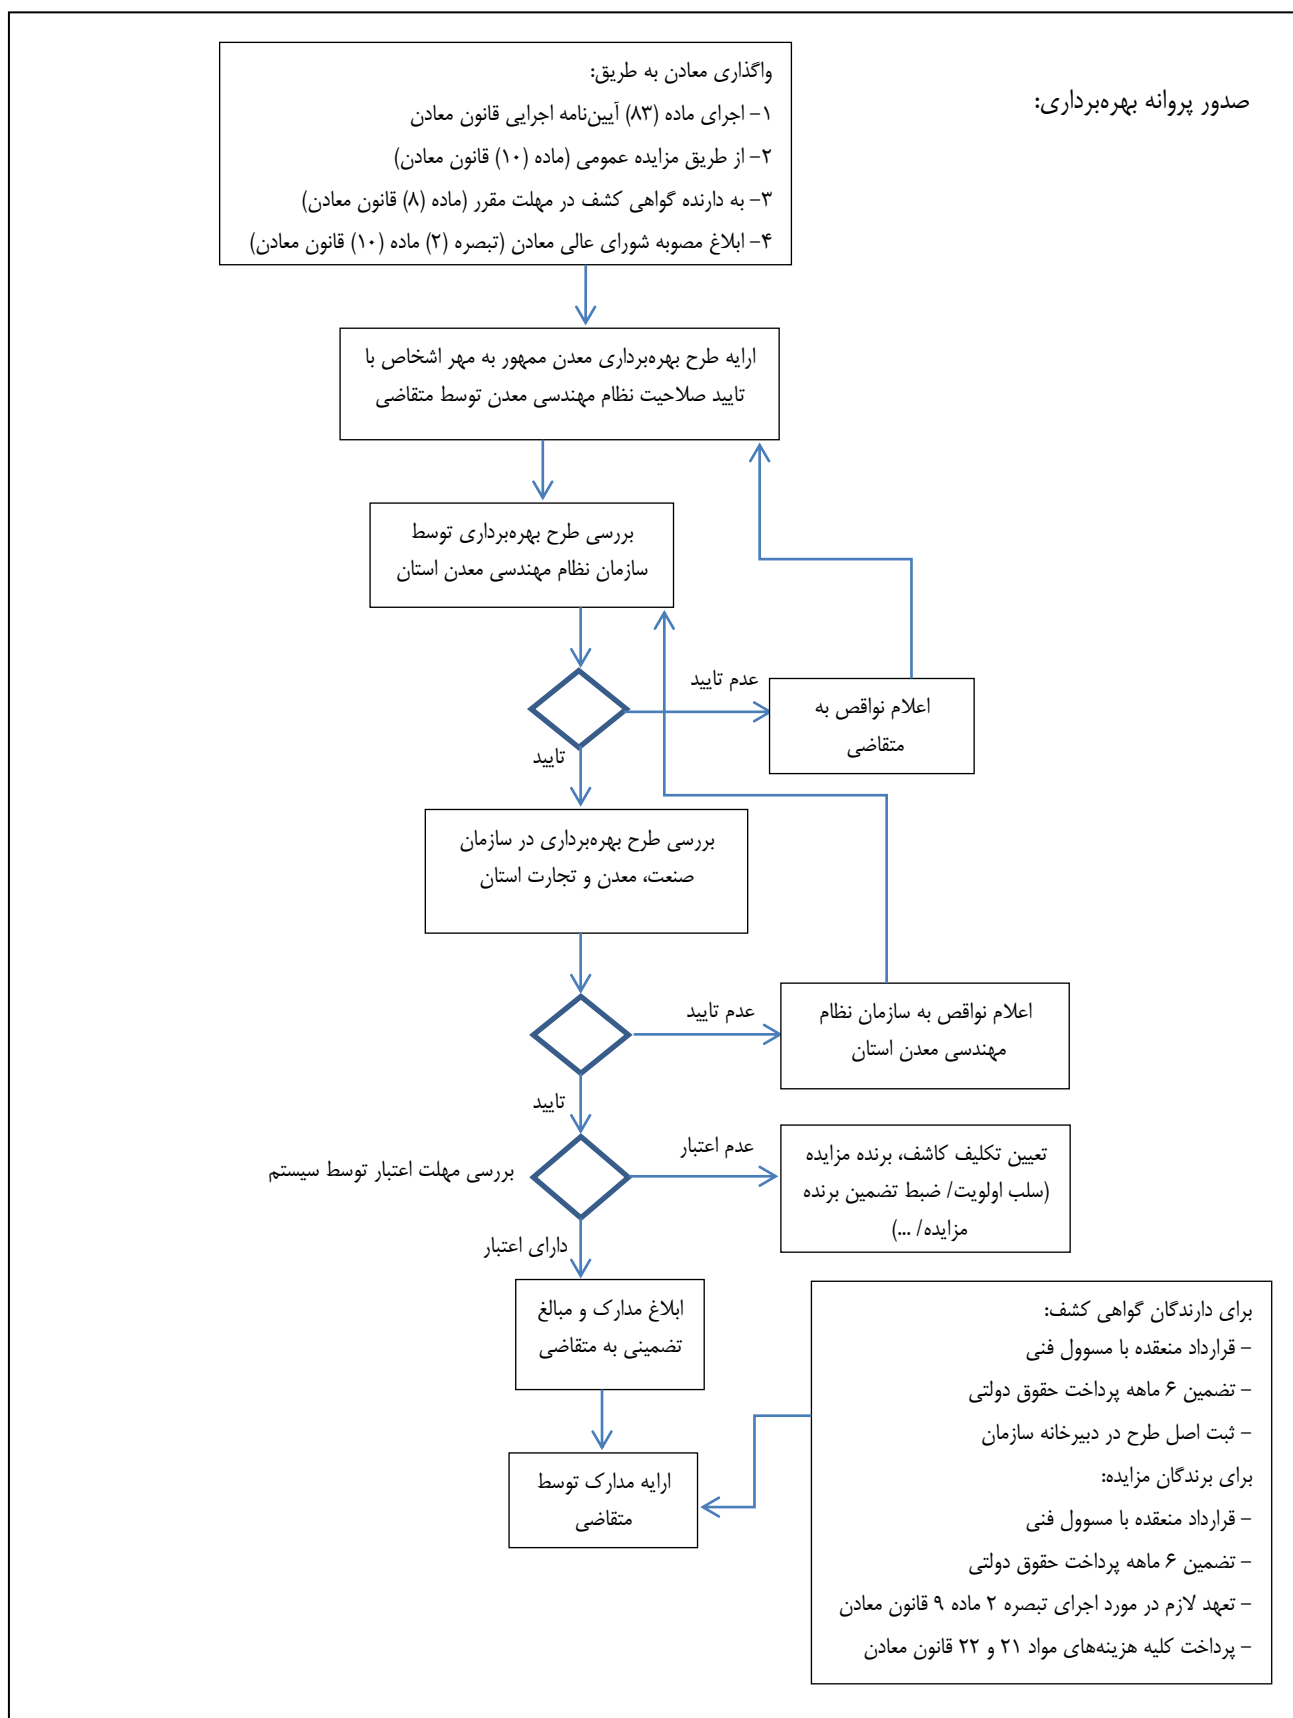 صدور پروانه بهره‌برداری:
واگذاری معادن به طریق:
۱- اجرای ماده (۸۳) آیین‌نامه اجرایی قانون معادن
۲- از طریق مزایده عمومی (ماده (۱۰) قانون معادن)
۳- به دارنده گواهی کشف در مهلت مقرر (ماده (۸) قانون معادن)
۴- ابلاغ مصوبه شورای عالی معادن (تبصره (۲) ماده (۱۰) قانون معادن)
ارایه طرح بهره‌برداری معدن ممهور به مهر اشخاص با
تایید صلاحیت نظام مهندسی معدن توسط متقاضی
بررسی طرح بهره‌برداری توسط
سازمان نظام مهندسی معدن استان
عدم تایید
اعلام نواقص به
متقاضی
تایید
بررسی طرح بهره‌برداری در سازمان
صنعت، معدن و تجارت استان
عدم تایید
اعلام نواقص به سازمان نظام
مهندسی معدن استان
تایید
بررسی مهلت اعتبار توسط سیستم
عدم اعتبار
تعیین تکلیف کاشف، برنده مزایده
(سلب اولویت/ ضبط تضمین برنده
مزایده/ ...)
دارای اعتبار
ابلاغ مدارک و مبالغ
تضمینی به متقاضی
ارایه مدارک توسط
متقاضی
برای دارندگان گواهی کشف:
- قرارداد منعقده با مسوول فنی
- تضمین ۶ ماهه پرداخت حقوق دولتی
- ثبت اصل طرح در دبیرخانه سازمان
برای برندگان مزایده:
- قرارداد منعقده با مسوول فنی
- تضمین ۶ ماهه پرداخت حقوق دولتی
- تعهد لازم در مورد اجرای تبصره ۲ ماده ۹ قانون معادن
- پرداخت کلیه هزینه‌های مواد ۲۱ و ۲۲ قانون معادن